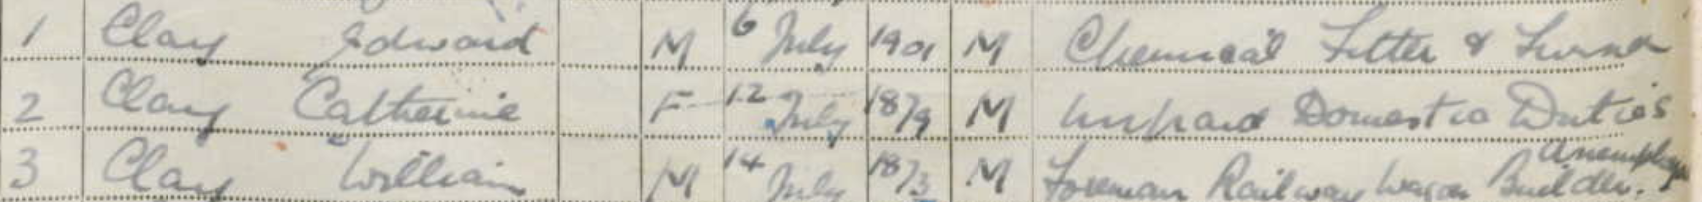 1 Clay Edward M 6 July 1901 M Chemical Fitter & Turner
2 Clay Catherine F 12 July 1879 M Unpaid Domestic Duties
3 Clay William M 14 July 1873 M Foreman Railway Wagon Builder. Unemployed